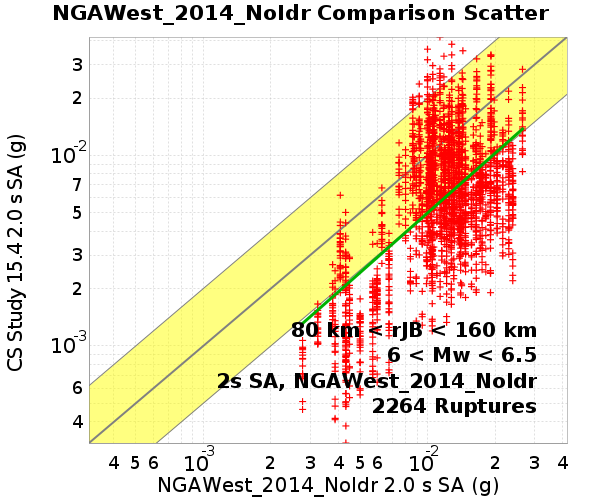 NGAWest_2014_NoIdr Comparison Scatter
CS Study 15.4 2.0 s SA (g)
3
2
10-2
7
5
3
2
10-3
6
4
80 km < rJB < 160 km
6 < Mw < 6.5
2s SA, NGAWest_2014_NoIdr
2264 Ruptures
4 5 6 10-3 2 3 4 5 6 10-2 2 3 4
NGAWest_2014_NoIdr 2.0 s SA (g)